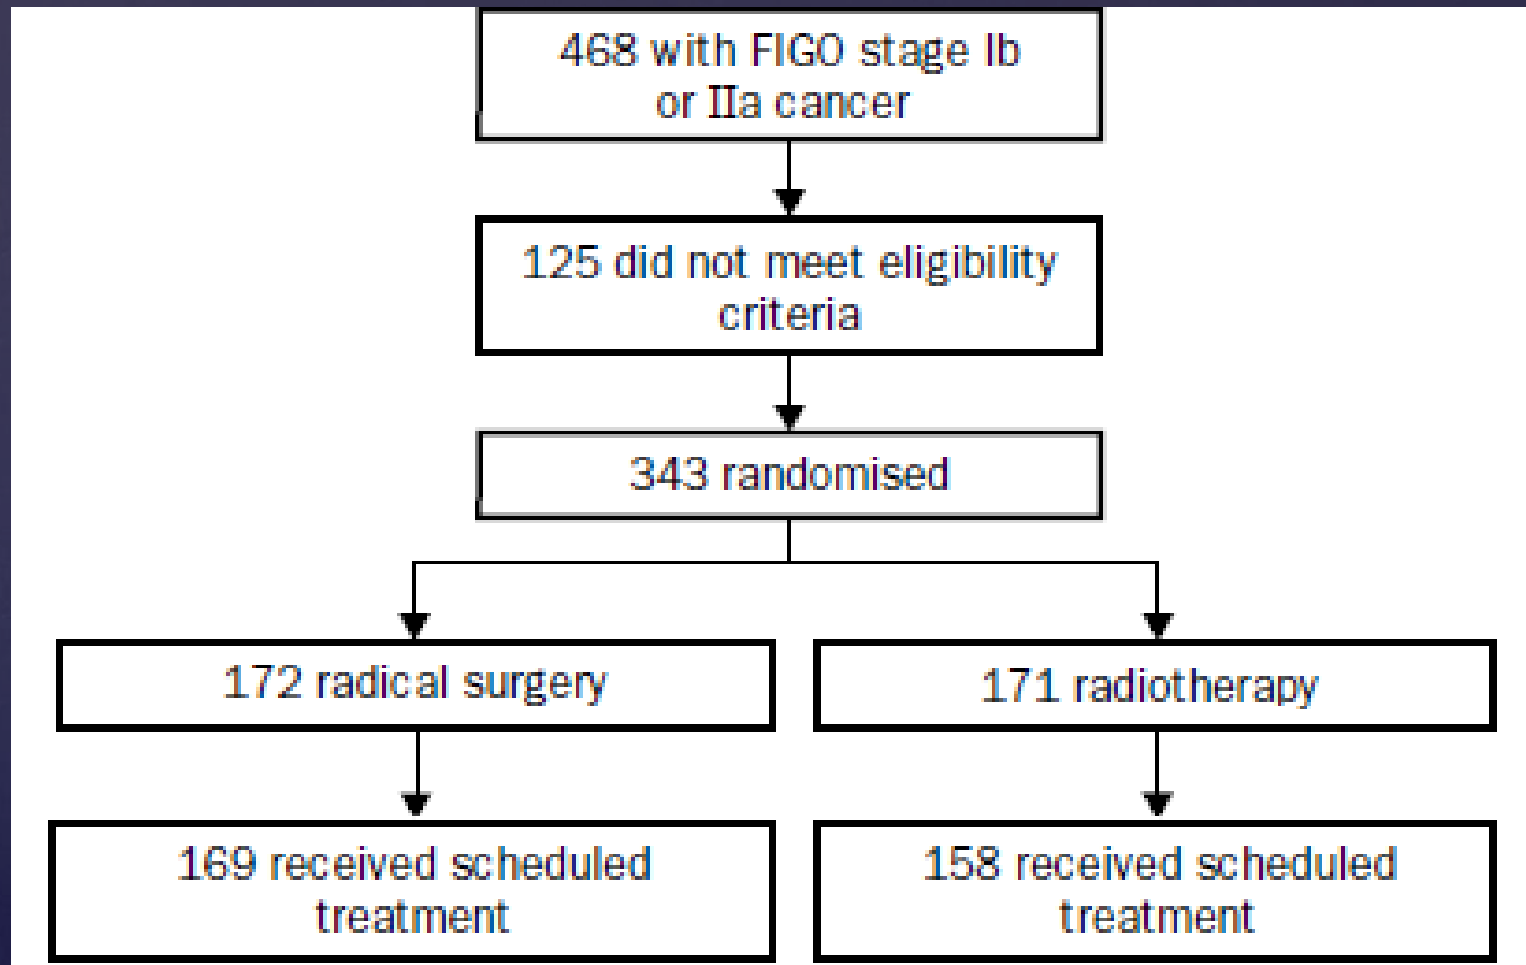 468 with FIGO stage Ib
or IIa cancer
125 did not meet eligibility
criteria
343 randomised
172 radical surgery
171 radiotherapy
169 received scheduled
treatment
158 received scheduled
treatment